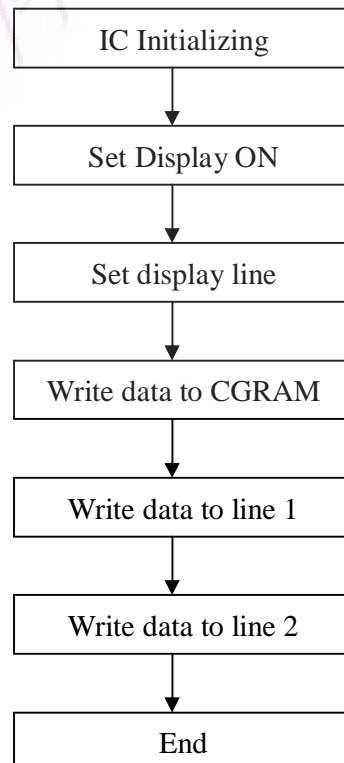 IC Initializing
Set Display ON
Set display line
Write data to CGRAM
Write data to line 1
Write data to line 2
End